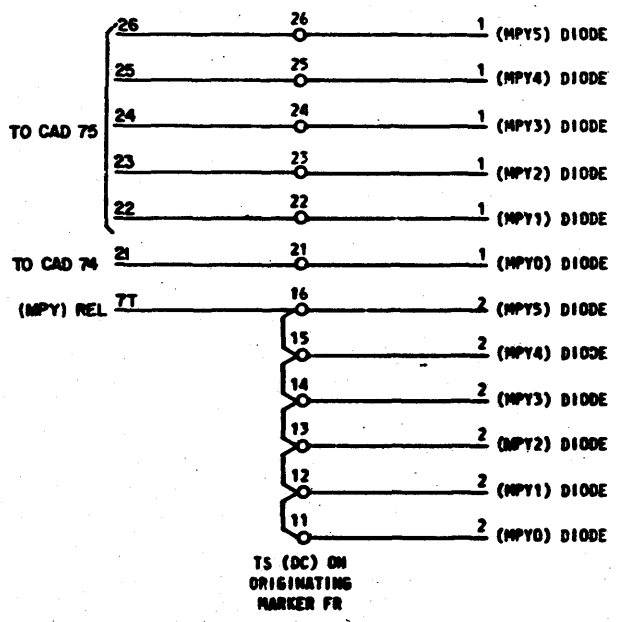 26 26 1 (MPY5) DIODE
25 25 1 (MPY4) DIODE
24 24 1 (MPY3) DIODE
TO CAD 75
23 23 1 (MPY2) DIODE
22 22 1 (MPY1) DIODE
TO CAD 74 21 21 1 (MPY0) DIODE
(MPY) REL 7T 16 2 (MPY5) DIODE
15 2 (MPY4) DIODE
14 2 (MPY3) DIODE
13 2 (MPY2) DIODE
12 2 (MPY1) DIODE
11 2 (MPY0) DIODE
TS (DC) ON
ORIGINATING
MARKER FR